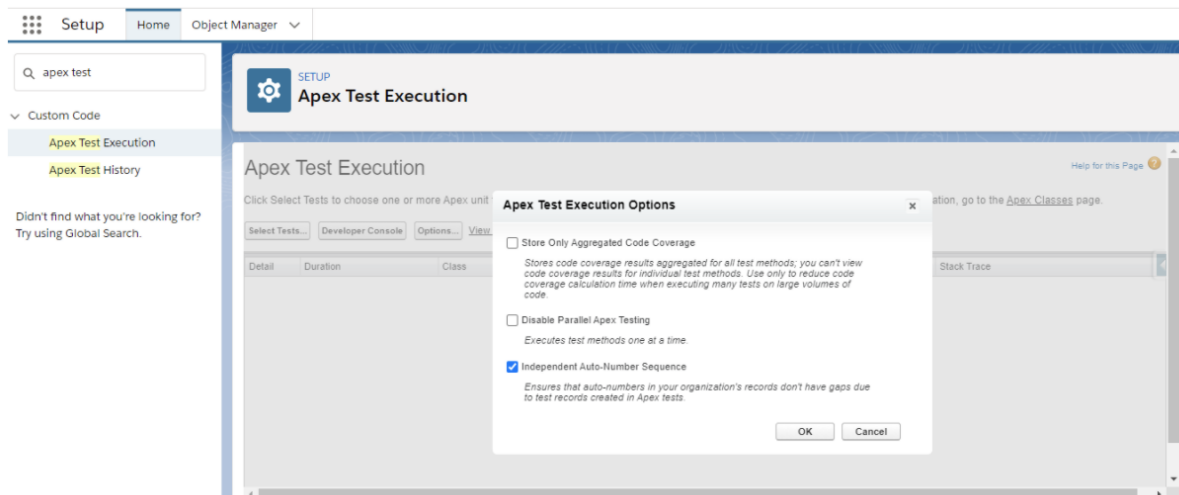 Setup
Home
Object Manager
apex test
Custom Code
Apex Test Execution
Apex Test History
Didn't find what you're looking for?
Try using Global Search.
SETUP
Apex Test Execution
Apex Test Execution
Help for this Page
Click Select Tests to choose one or more Apex unit
ation, go to the Apex Classes page.
Select Tests...
Developer Console
Options...
View
Detail
Duration
Class
Stack Trace
Apex Test Execution Options
Store Only Aggregated Code Coverage
Stores code coverage results aggregated for all test methods; you can't view
code coverage results for individual test methods. Use only to reduce code
coverage calculation time when executing many tests on large volumes of
code.
Disable Parallel Apex Testing
Executes test methods one at a time.
Independent Auto-Number Sequence
Ensures that auto-numbers in your organization's records don't have gaps due
to test records created in Apex tests.
OK
Cancel